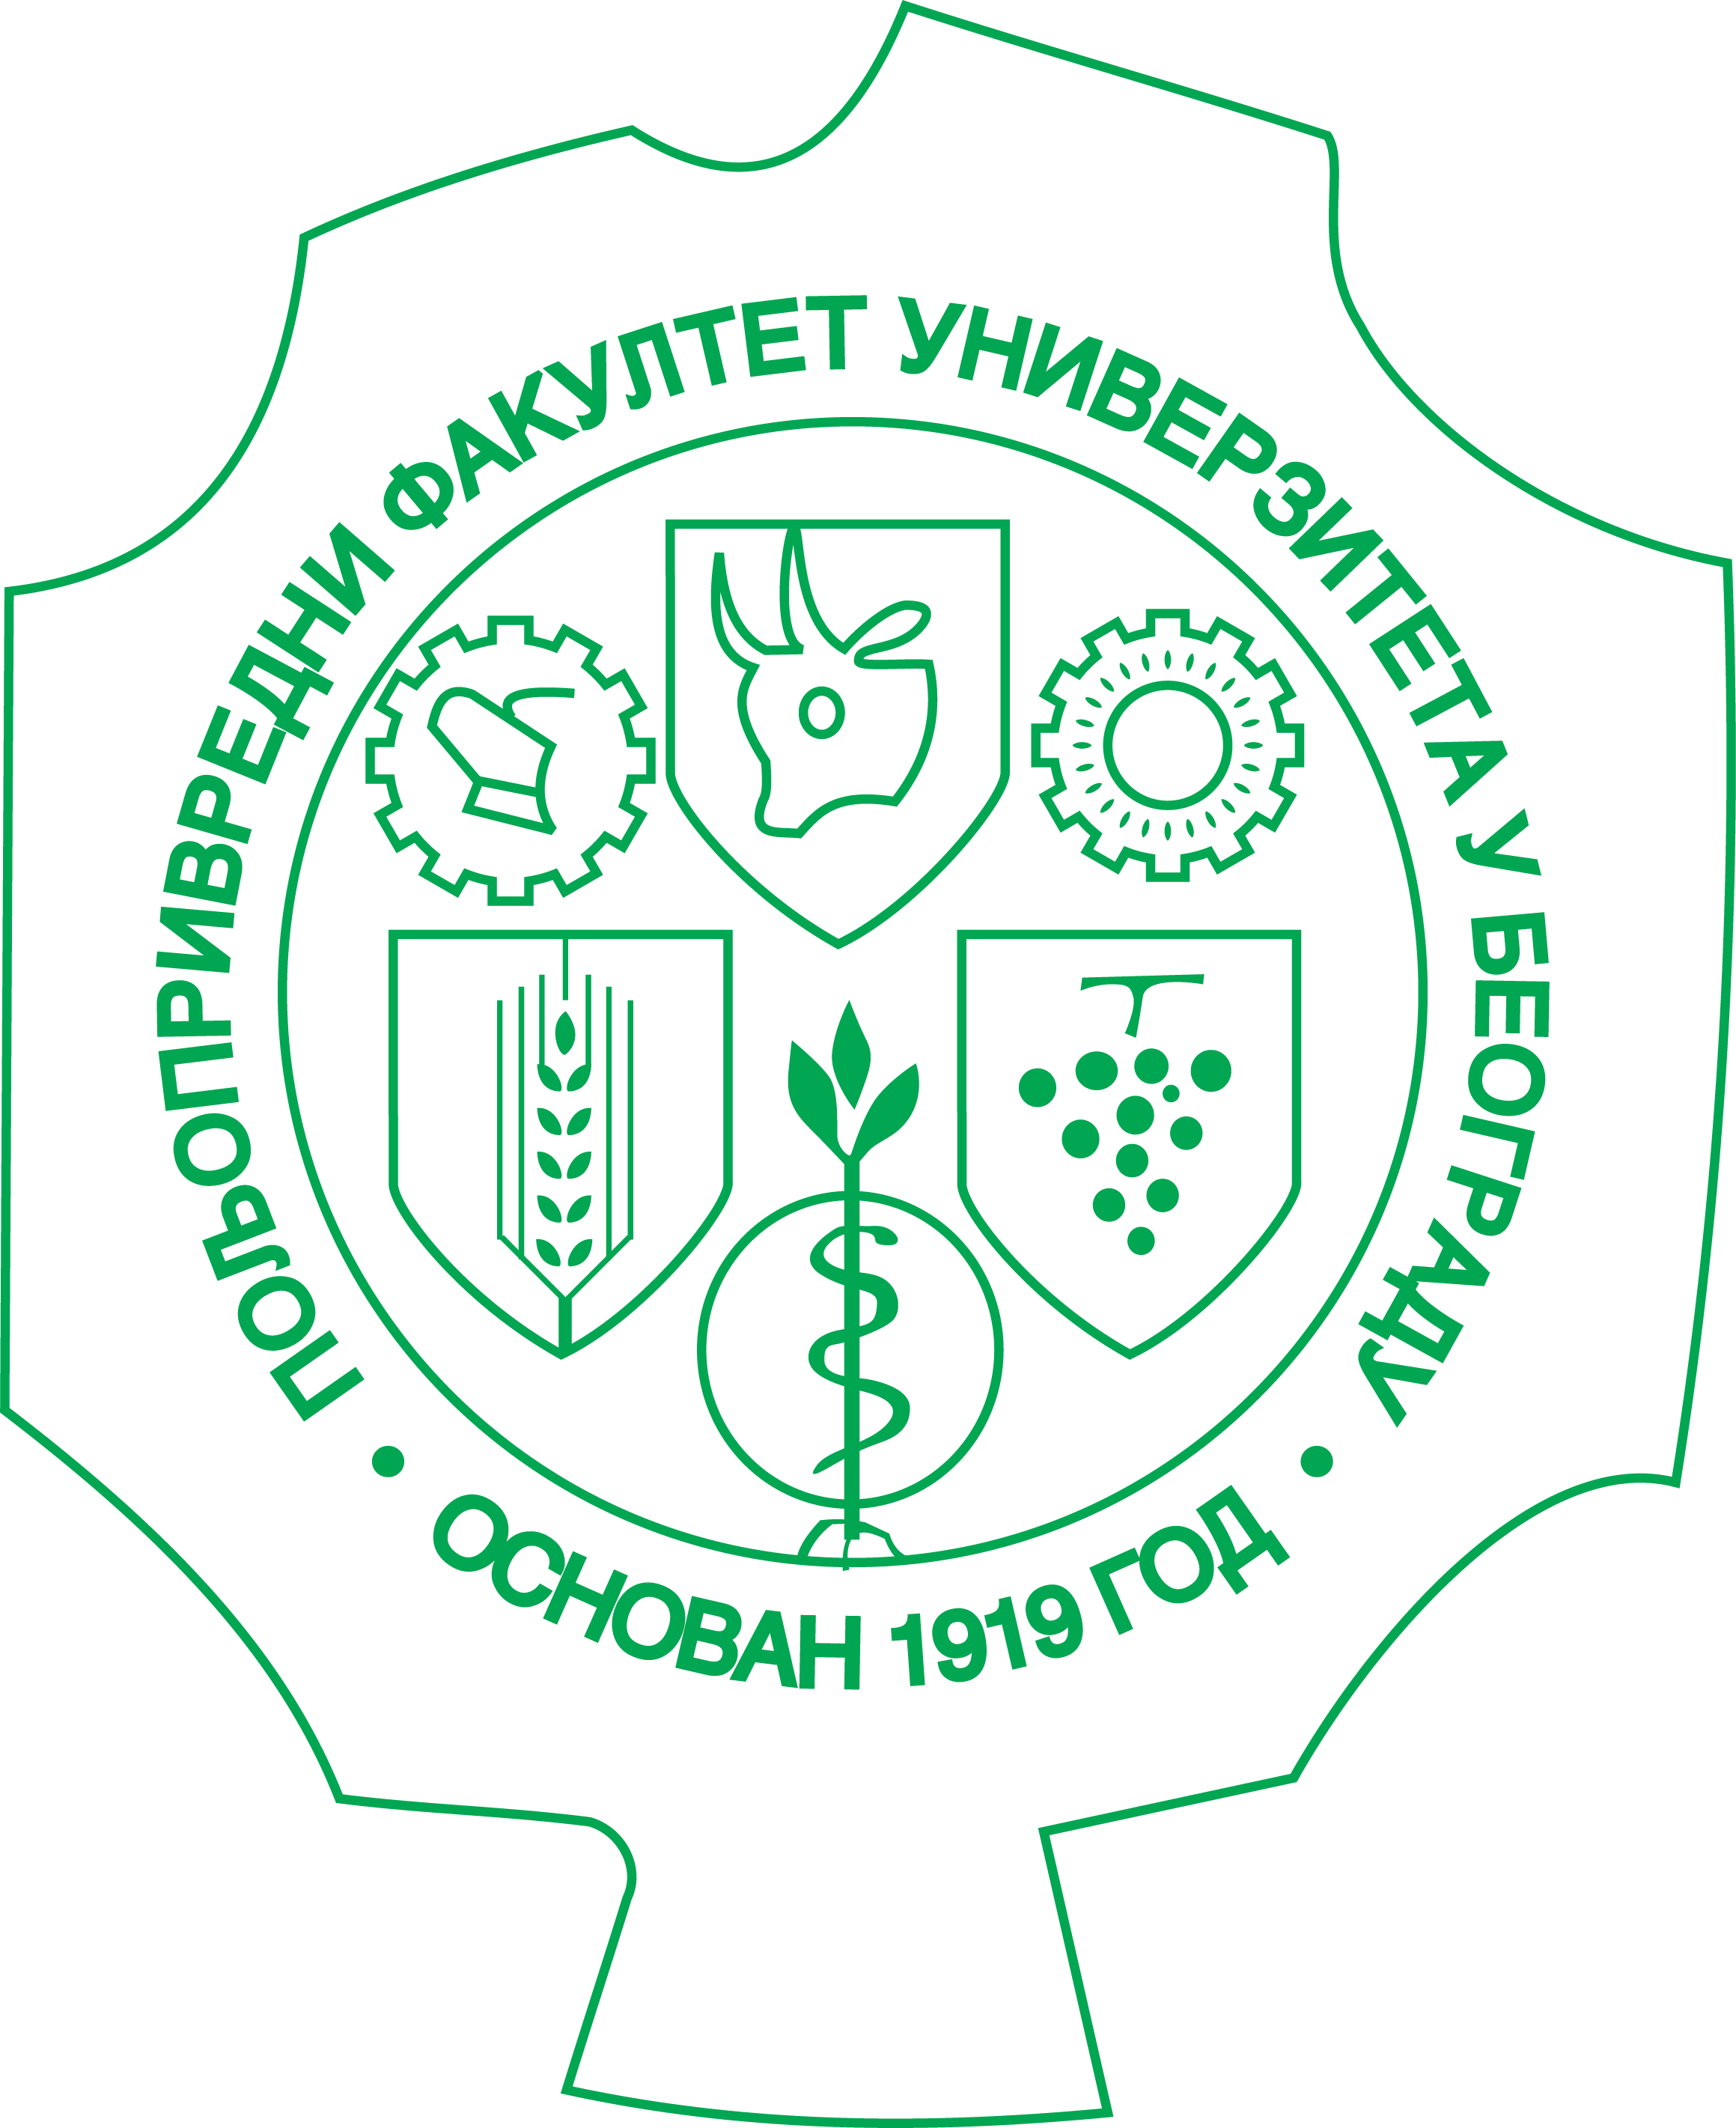 ПОЉОПРИВРЕДНИ ФАКУЛТЕТ УНИВЕРЗИТЕТА У БЕОГРАДУ
• ОСНОВАН 1919 ГОД •